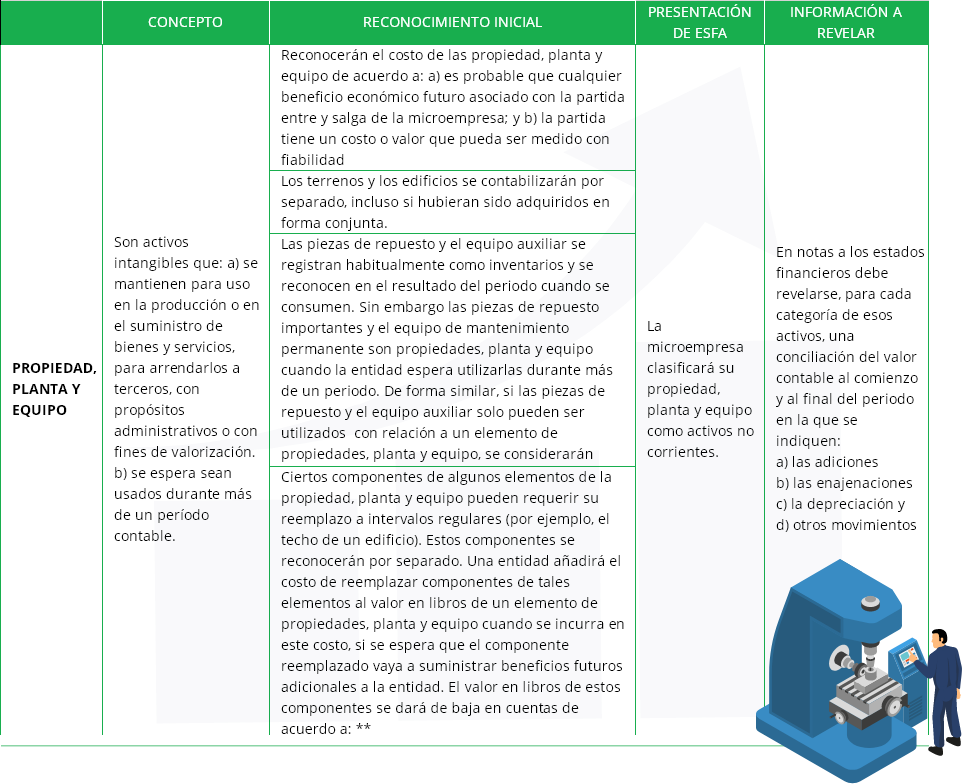 CONCEPTO
RECONOCIMIENTO INICIAL
PRESENTACIÓN
DE ESFA
INFORMACIÓN A
REVELAR
PROPIEDAD,
PLANTA Y
EQUIPO
Son activos
intangibles que: a) se
mantienen para uso
en la producción o en
el suministro de
bienes y servicios,
para arrendarlos a
terceros, con
propósitos
administrativos o con
fines de valorización.
b) se espera sean
usados durante más
de un período
contable.
Reconocerán el costo de las propiedad, planta y
equipo de acuerdo a: a) es probable que cualquier
beneficio económico futuro asociado con la partida
entre y salga de la microempresa; y b) la partida
tiene un costo o valor que pueda ser medido con
fiabilidad
Los terrenos y los edificios se contabilizarán por
separado, incluso si hubieran sido adquiridos en
forma conjunta.
Las piezas de repuesto y el equipo auxiliar se
registran habitualmente como inventarios y se
reconocen en el resultado del periodo cuando se
consumen. Sin embargo las piezas de repuesto
importantes y el equipo de mantenimiento
permanente son propiedades, planta y equipo
cuando la entidad espera utilizarlas durante más
de un periodo. De forma similar, si las piezas de
repuesto y el equipo auxiliar solo pueden ser
utilizados con relación a un elemento de
propiedades, planta y equipo, se considerarán
Ciertos componentes de algunos elementos de la
propiedad, planta y equipo pueden requerir su
reemplazo a intervalos regulares (por ejemplo, el
techo de un edificio). Estos componentes se
reconocerán por separado. Una entidad añadirá el
costo de reemplazar componentes de tales
elementos al valor en libros de un elemento de
propiedades, planta y equipo cuando se incurra en
este costo, si se espera que el componente
reemplazado vaya a suministrar beneficios futuros
adicionales a la entidad. El valor en libros de estos
componentes se dará de baja en cuentas de
acuerdo a: **
La
microempresa
clasificará su
propiedad,
planta y equipo
como activos no
corrientes.
En notas a los estados
financieros debe
revelarse, para cada
categoría de esos
activos, una
conciliación del valor
contable al comienzo
y al final del periodo
en la que se
indiquen:
a) las adiciones
b) las enajenaciones
c) la depreciación y
d) otros movimientos